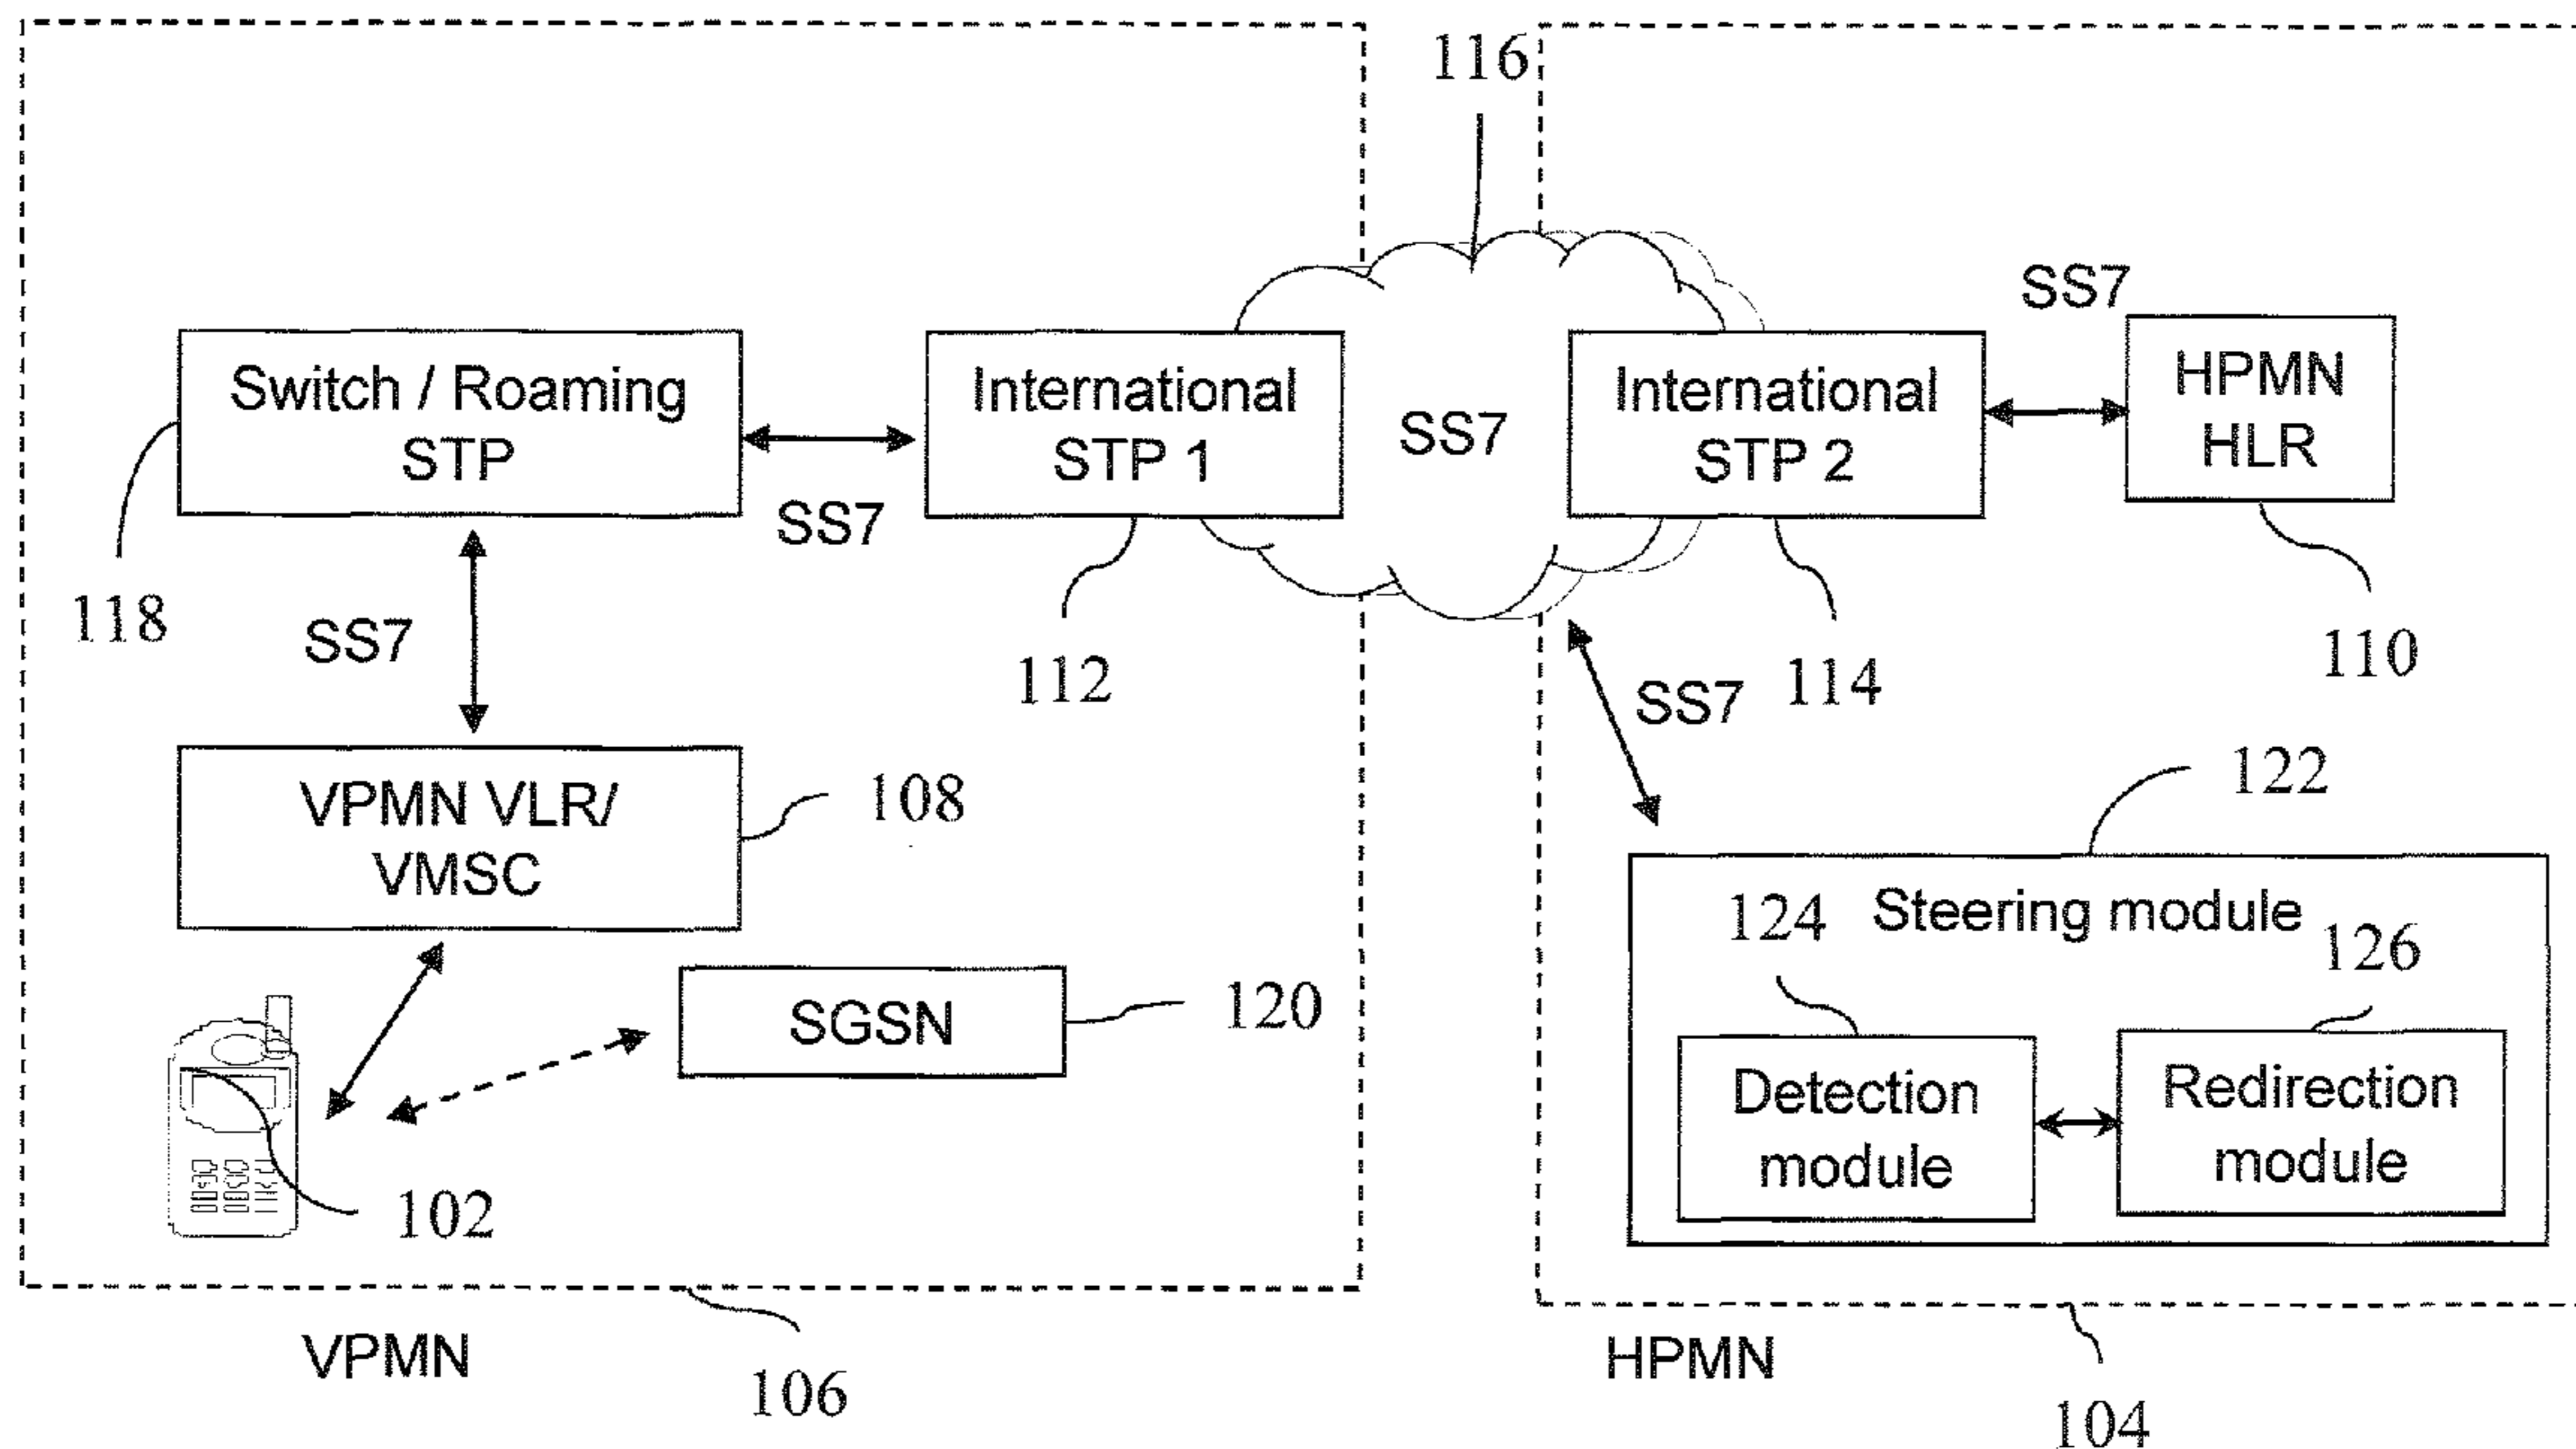 116
SS7
Switch / Roaming
STP
International
STP 1
SS7
International
STP 2
HPMN
HLR
SS7
118
SS7
112
SS7
114
110
VPMN VLR/
VMSC
108
122
Steering module
124
126
SGSN
120
Detection
module
Redirection
module
102
VPMN
106
HPMN
104